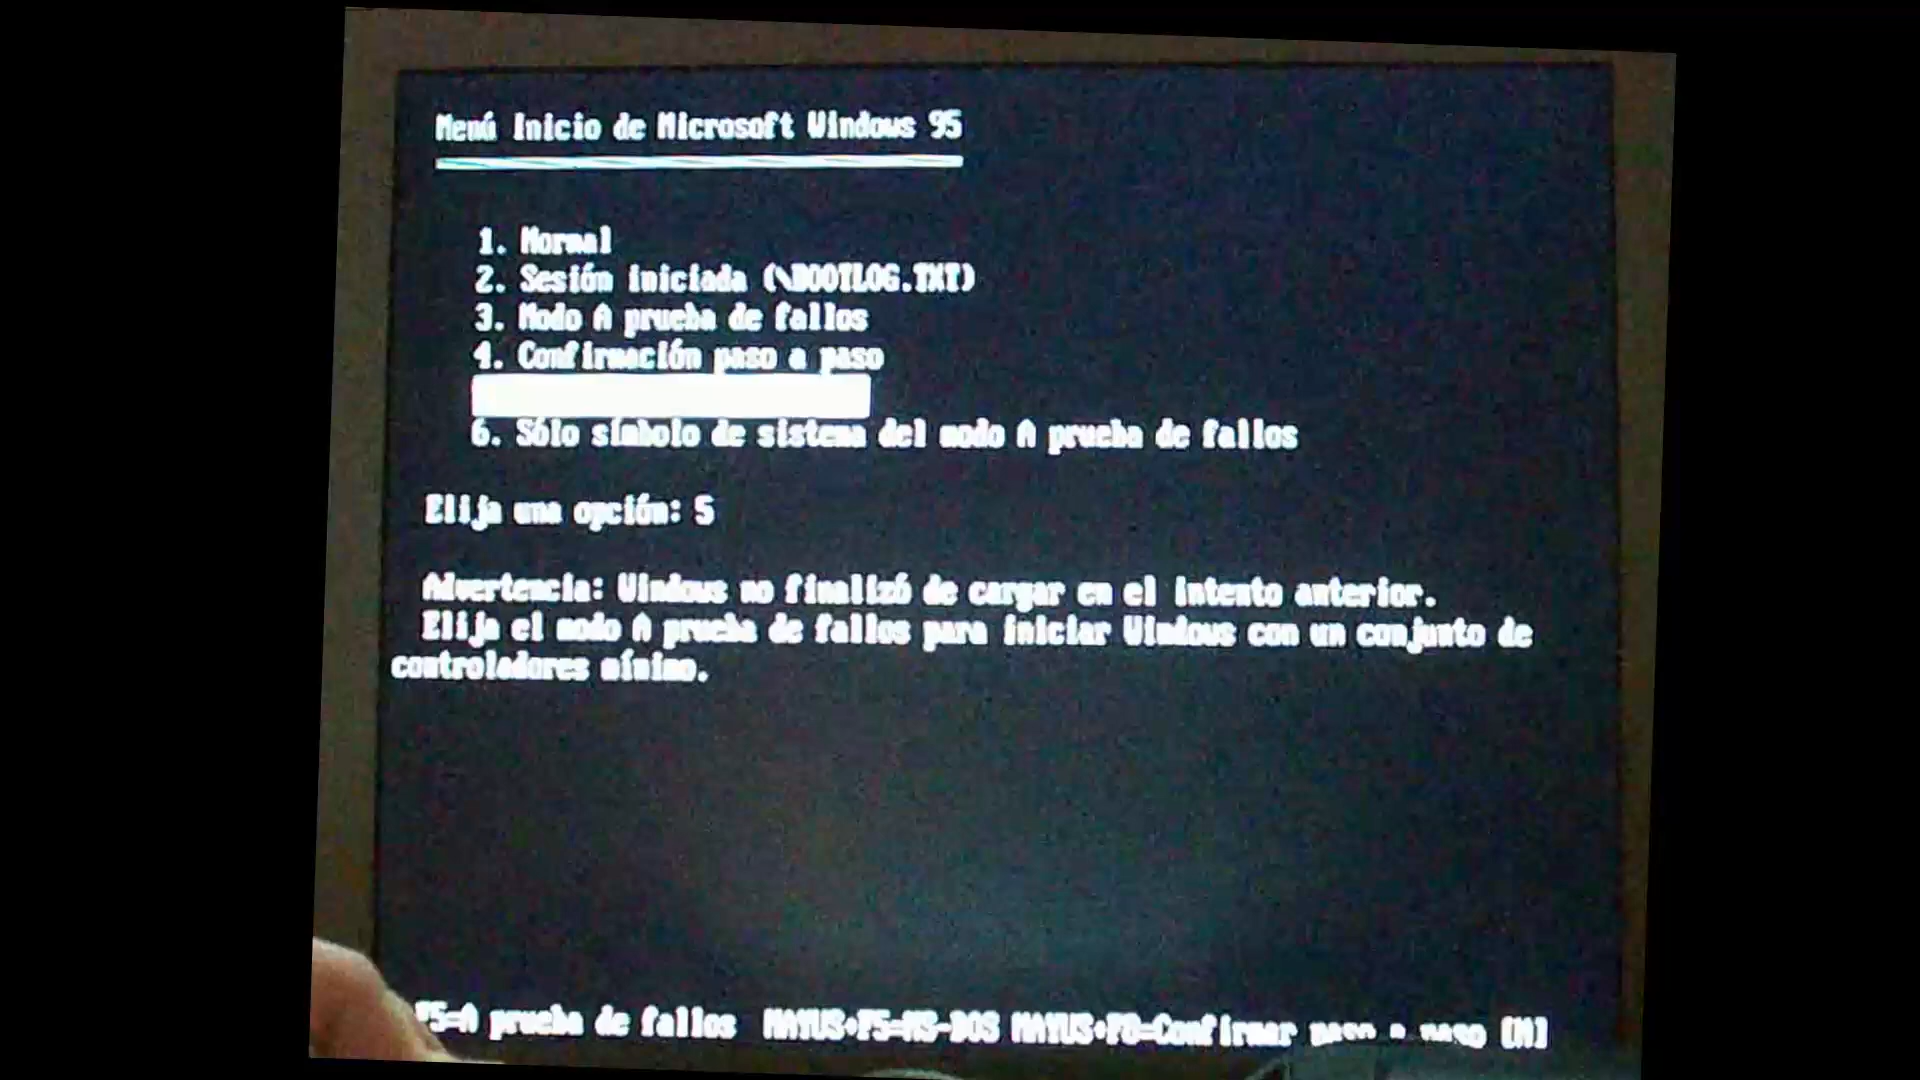 Menú Inicio de Microsoft Windows 95
1. Normal
2. Sesión iniciada (\BOOTLOG.TXT)
3. Modo A prueba de fallos
4. Confirmación paso a paso
6. Sólo símbolo de sistema del modo A prueba de fallos
Elija una opción: 5
Advertencia: Windows no finalizó de cargar en el intento anterior.
Elija el modo A prueba de fallos para iniciar Windows con un conjunto de
controladores mínimo.
F5=A prueba de fallos MAYUS+F5=MS-DOS MAYUS+F8=Confirmar paso a paso [N]